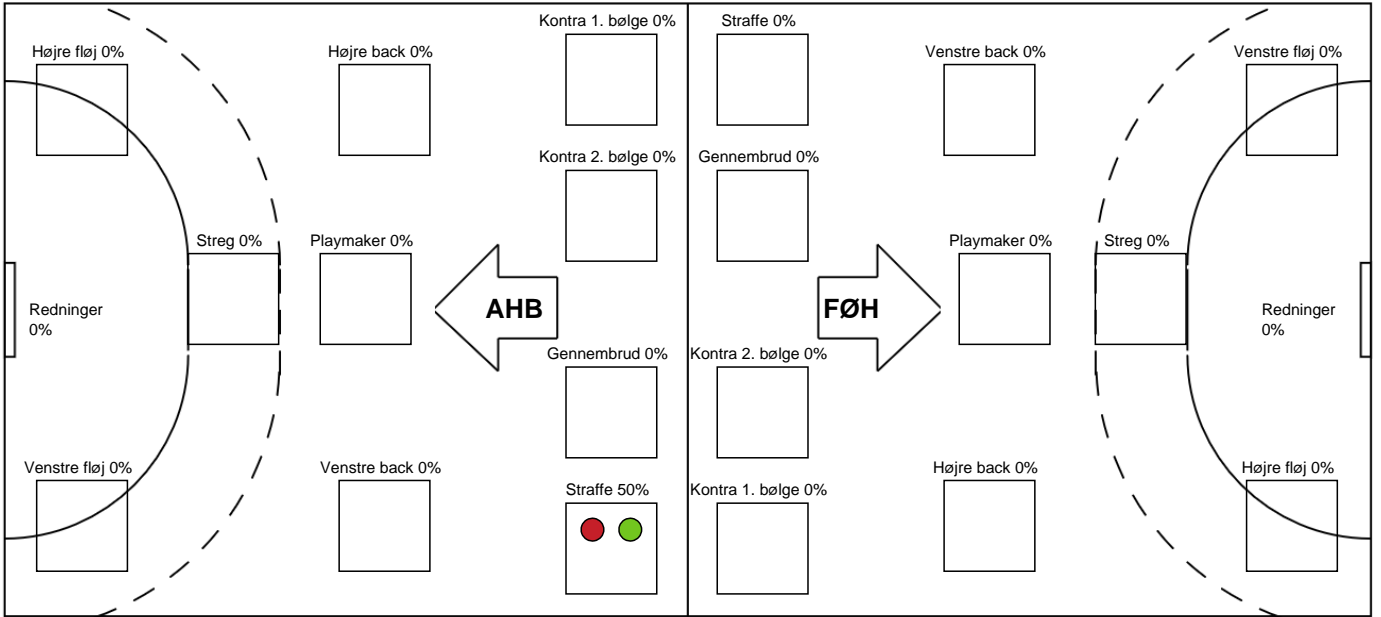 Kontra 1. bølge 0%
Straffe 0%
Højre fløj 0%
Højre back 0%
Venstre back 0%
Venstre fløj 0%
Kontra 2. bølge 0%
Gennembrud 0%
Streg 0%
Playmaker 0%
Playmaker 0%
Streg 0%
AHB
FØH
Redninger
0%
Redninger
0%
Gennembrud 0%
Kontra 2. bølge 0%
Venstre fløj 0%
Venstre back 0%
Højre back 0%
Højre fløj 0%
Straffe 50%
Kontra 1. bølge 0%